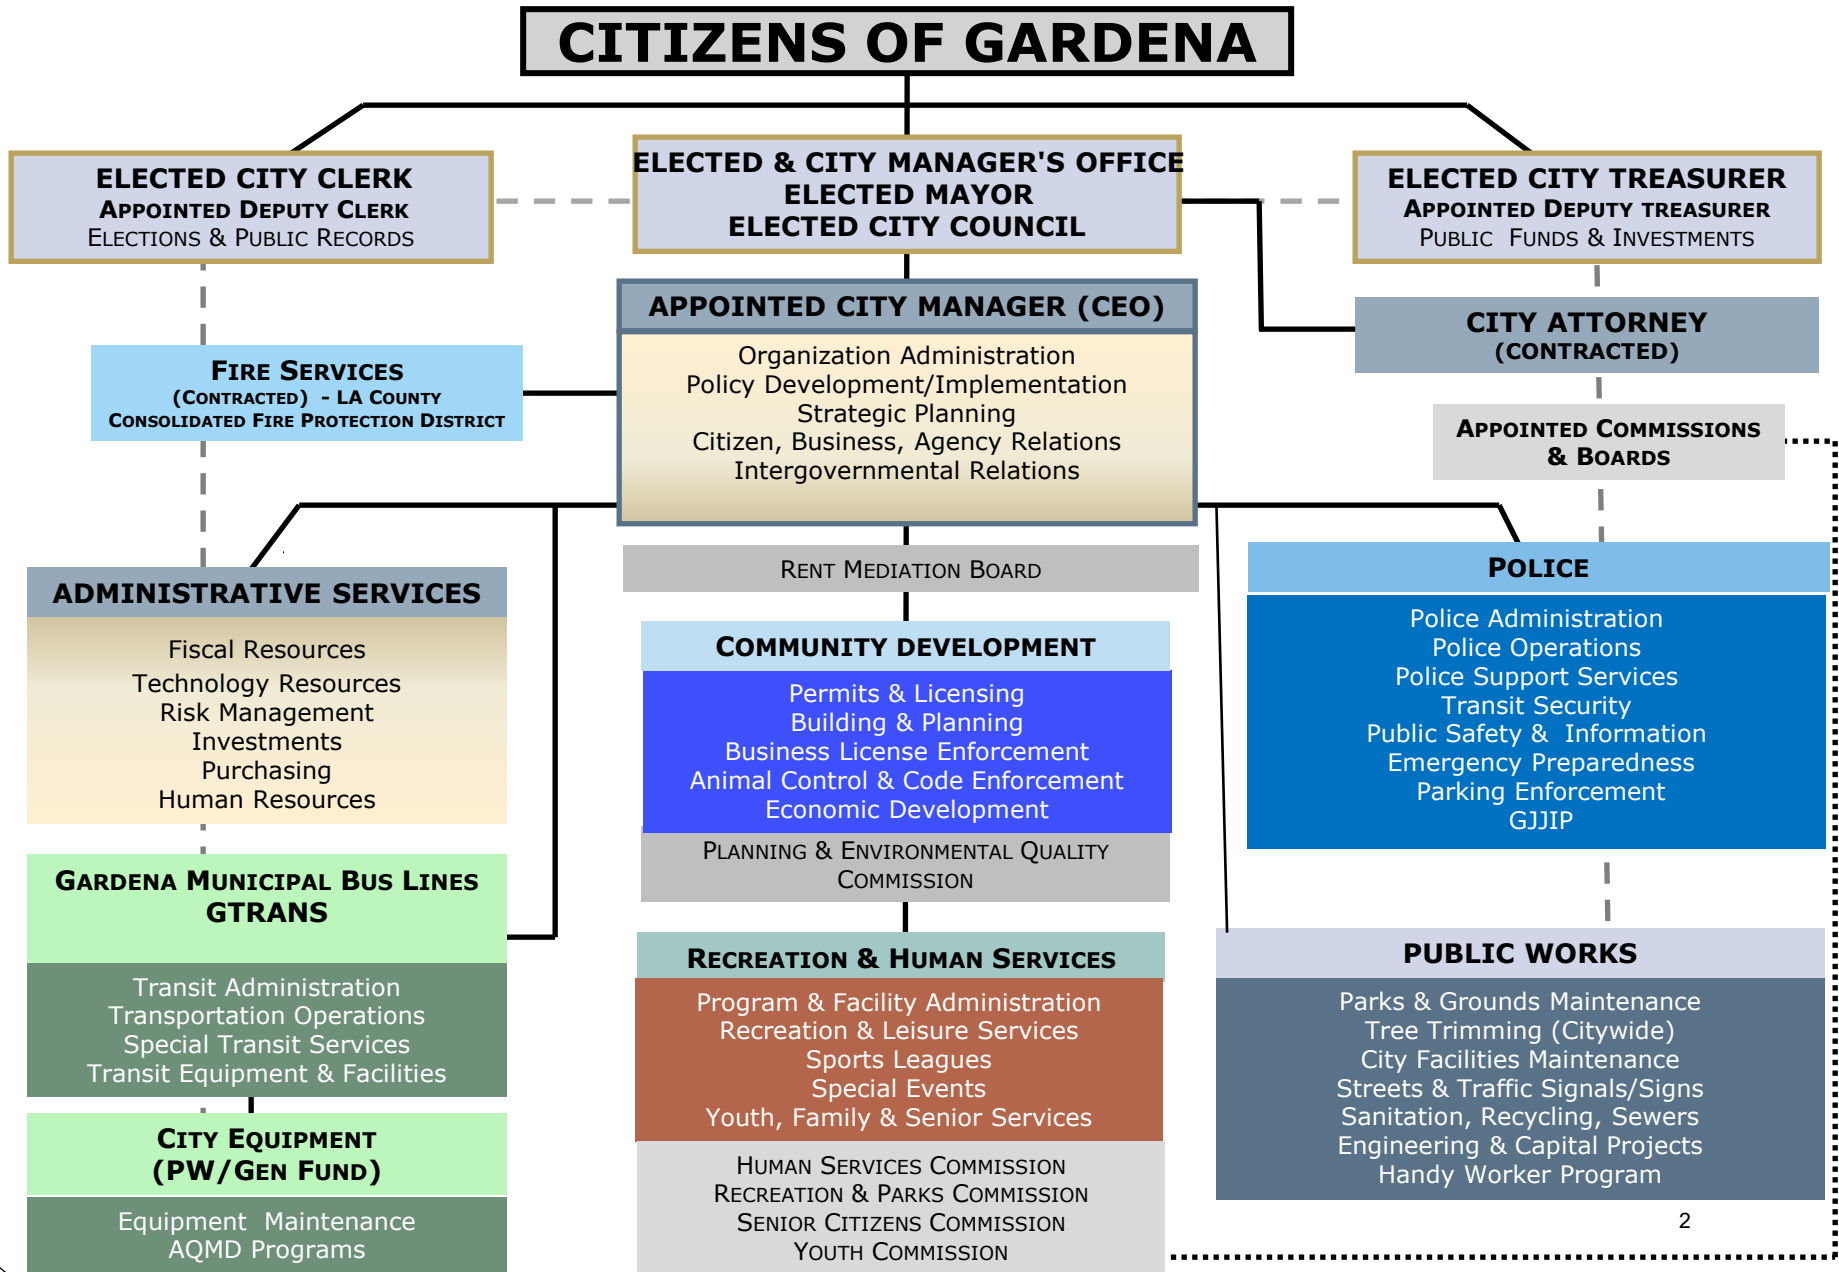 CITIZENS OF GARDENA
ELECTED CITY CLERK
APPOINTED DEPUTY CLERK
ELECTIONS & PUBLIC RECORDS
ELECTED & CITY MANAGER'S OFFICE
ELECTED MAYOR
ELECTED CITY COUNCIL
ELECTED CITY TREASURER
APPOINTED DEPUTY TREASURER
PUBLIC FUNDS & INVESTMENTS
APPOINTED CITY MANAGER (CEO)
Organization Administration
Policy Development/Implementation
Strategic Planning
Citizen, Business, Agency Relations
Intergovernmental Relations
CITY ATTORNEY
(CONTRACTED)
FIRE SERVICES
(CONTRACTED) - LA COUNTY
CONSOLIDATED FIRE PROTECTION DISTRICT
APPOINTED COMMISSIONS
& BOARDS
RENT MEDIATION BOARD
ADMINISTRATIVE SERVICES
Fiscal Resources
Technology Resources
Risk Management
Investments
Purchasing
Human Resources
COMMUNITY DEVELOPMENT
Permits & Licensing
Building & Planning
Business License Enforcement
Animal Control & Code Enforcement
Economic Development
PLANNING & ENVIRONMENTAL QUALITY
COMMISSION
POLICE
Police Administration
Police Operations
Police Support Services
Transit Security
Public Safety & Information
Emergency Preparedness
Parking Enforcement
GJJIP
GARDENA MUNICIPAL BUS LINES
GTRANS
Transit Administration
Transportation Operations
Special Transit Services
Transit Equipment & Facilities
RECREATION & HUMAN SERVICES
Program & Facility Administration
Recreation & Leisure Services
Sports Leagues
Special Events
Youth, Family & Senior Services
HUMAN SERVICES COMMISSION
RECREATION & PARKS COMMISSION
SENIOR CITIZENS COMMISSION
YOUTH COMMISSION
PUBLIC WORKS
Parks & Grounds Maintenance
Tree Trimming (Citywide)
City Facilities Maintenance
Streets & Traffic Signals/Signs
Sanitation, Recycling, Sewers
Engineering & Capital Projects
Handy Worker Program
CITY EQUIPMENT
(PW/GEN FUND)
Equipment Maintenance
AQMD Programs
2